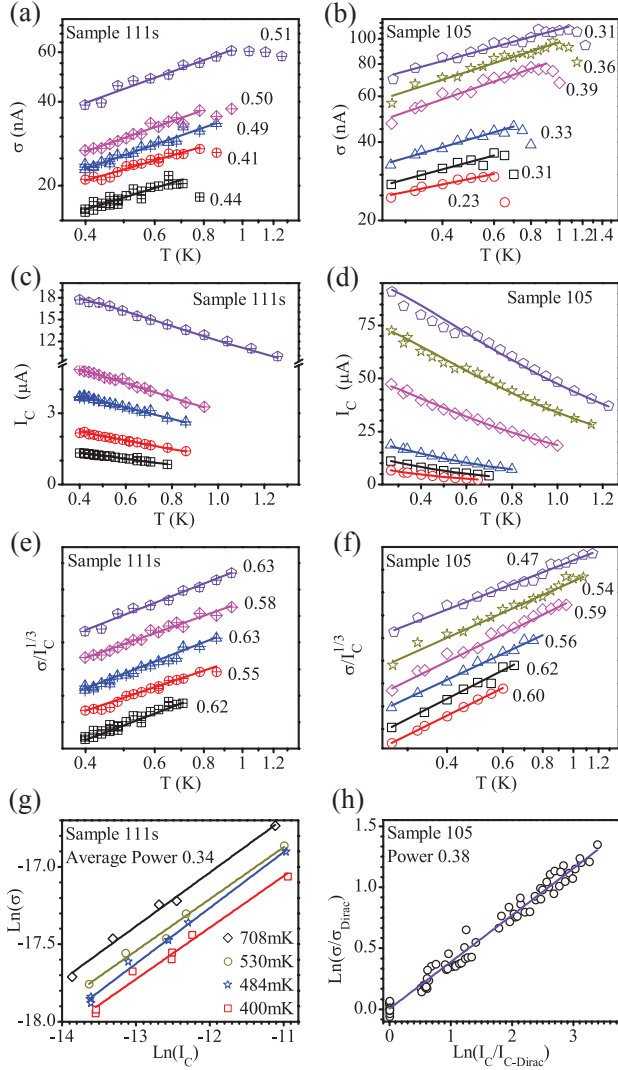 (a)
Sample 111s
0.51
0.50
0.49
0.41
0.44
60
40
20
σ (nA)
0.4
0.6
0.8
1
1.2
T (K)
(b)
Sample 105
0.31
0.36
0.39
0.33
0.31
0.23
100
80
60
40
20
σ (nA)
0.4
0.6
0.8
1
1.2
1.4
T (K)
(c)
Sample 111s
18
15
12
3
0
I_C (μA)
0.4
0.6
0.8
1.0
1.2
T (K)
(d)
Sample 105
75
50
25
0
I_C (μA)
0.4
0.6
0.8
1.0
1.2
T (K)
(e)
Sample 111s
0.63
0.58
0.63
0.55
0.62
σ/I_C^1/3
0.4
0.6
0.8
1
1.2
T (K)
(f)
Sample 105
0.47
0.54
0.59
0.56
0.62
0.60
σ/I_C^1/3
0.4
0.6
0.8
1
1.2
T (K)
(g)
Sample 111s
Average Power 0.34
-17.0
-17.5
-18.0
Ln(σ)
708mK
530mK
484mK
400mK
-14
-13
-12
-11
Ln(I_C)
(h)
Sample 105
Power 0.38
1.5
1.0
0.5
0.0
Ln(σ/σ_Dirac)
0
1
2
3
Ln(I_C/I_C-Dirac)